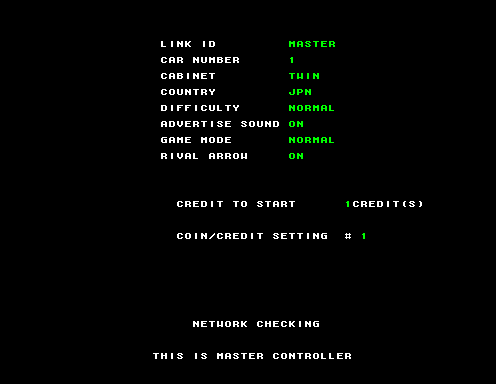 LINK ID MASTER
CAR NUMBER 1
CABINET TWIN
COUNTRY JPN
DIFFICULTY NORMAL
ADVERTISE SOUND ON
GAME MODE NORMAL
RIVAL ARROW ON
CREDIT TO START 1CREDIT(S)
COIN/CREDIT SETTING # 1
NETWORK CHECKING
THIS IS MASTER CONTROLLER